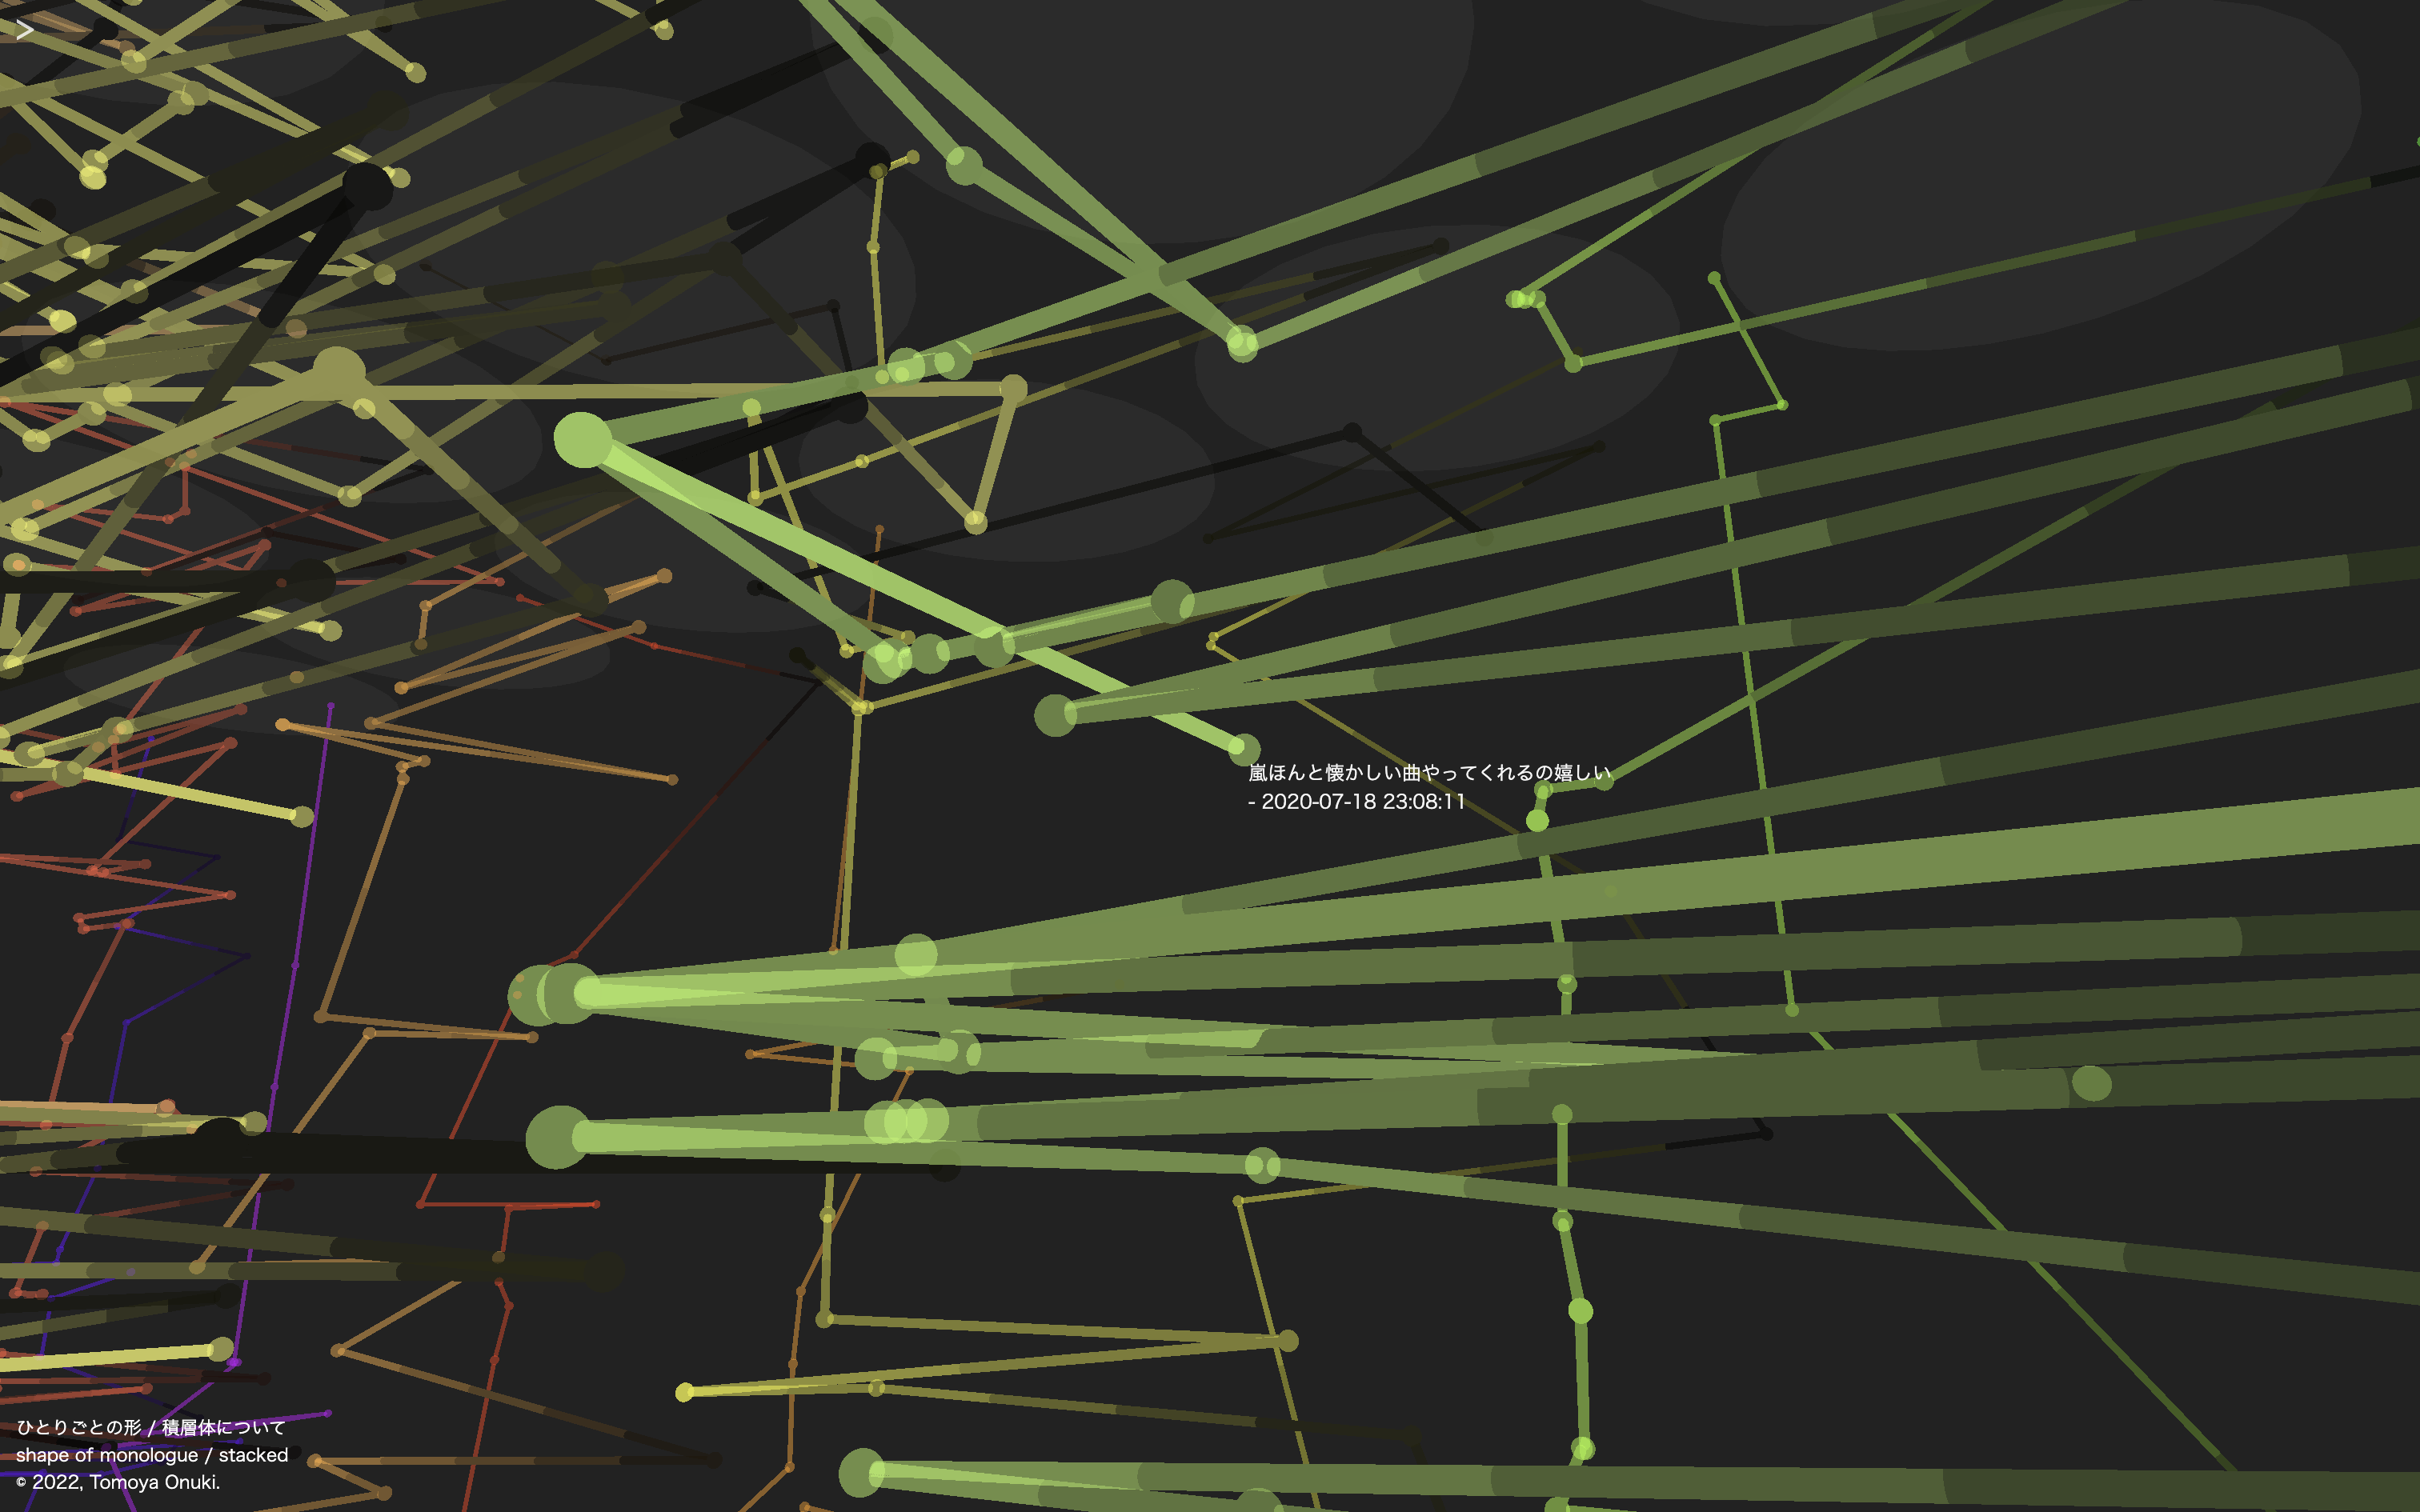 >
嵐ほんと懐かしい曲やってくれるの嬉しい
- 2020-07-18 23:08:11
ひとりごとの形 / 積層体について
shape of monologue / stacked
© 2022, Tomoya Onuki.